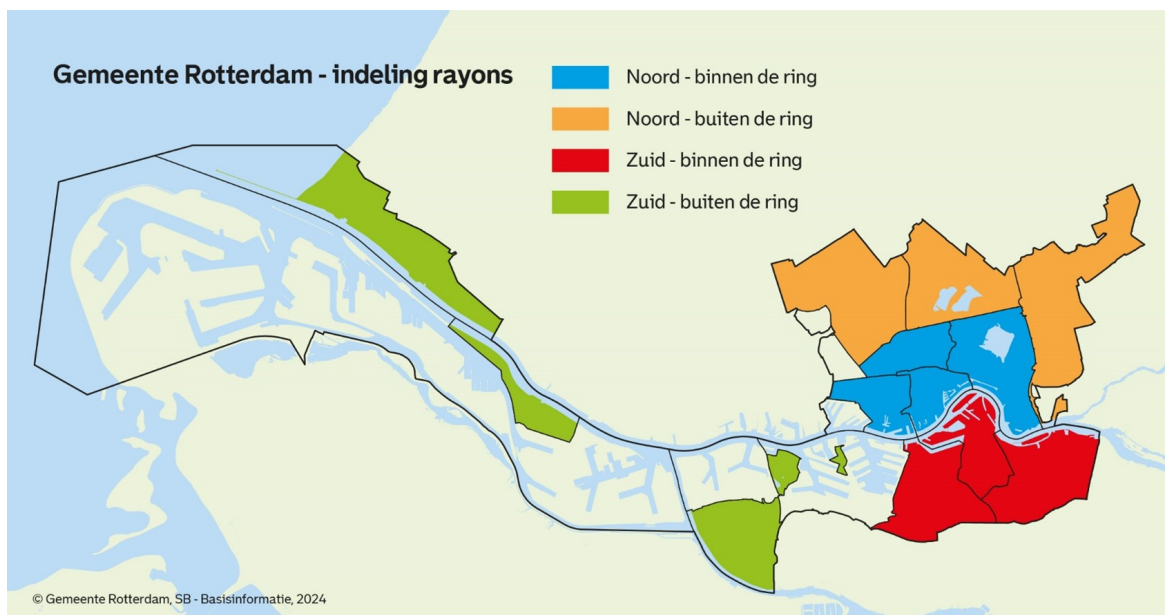 Gemeente Rotterdam - indeling rayons
Noord - binnen de ring
Noord - buiten de ring
Zuid - binnen de ring
Zuid - buiten de ring
© Gemeente Rotterdam, SB - Basisinformatie, 2024